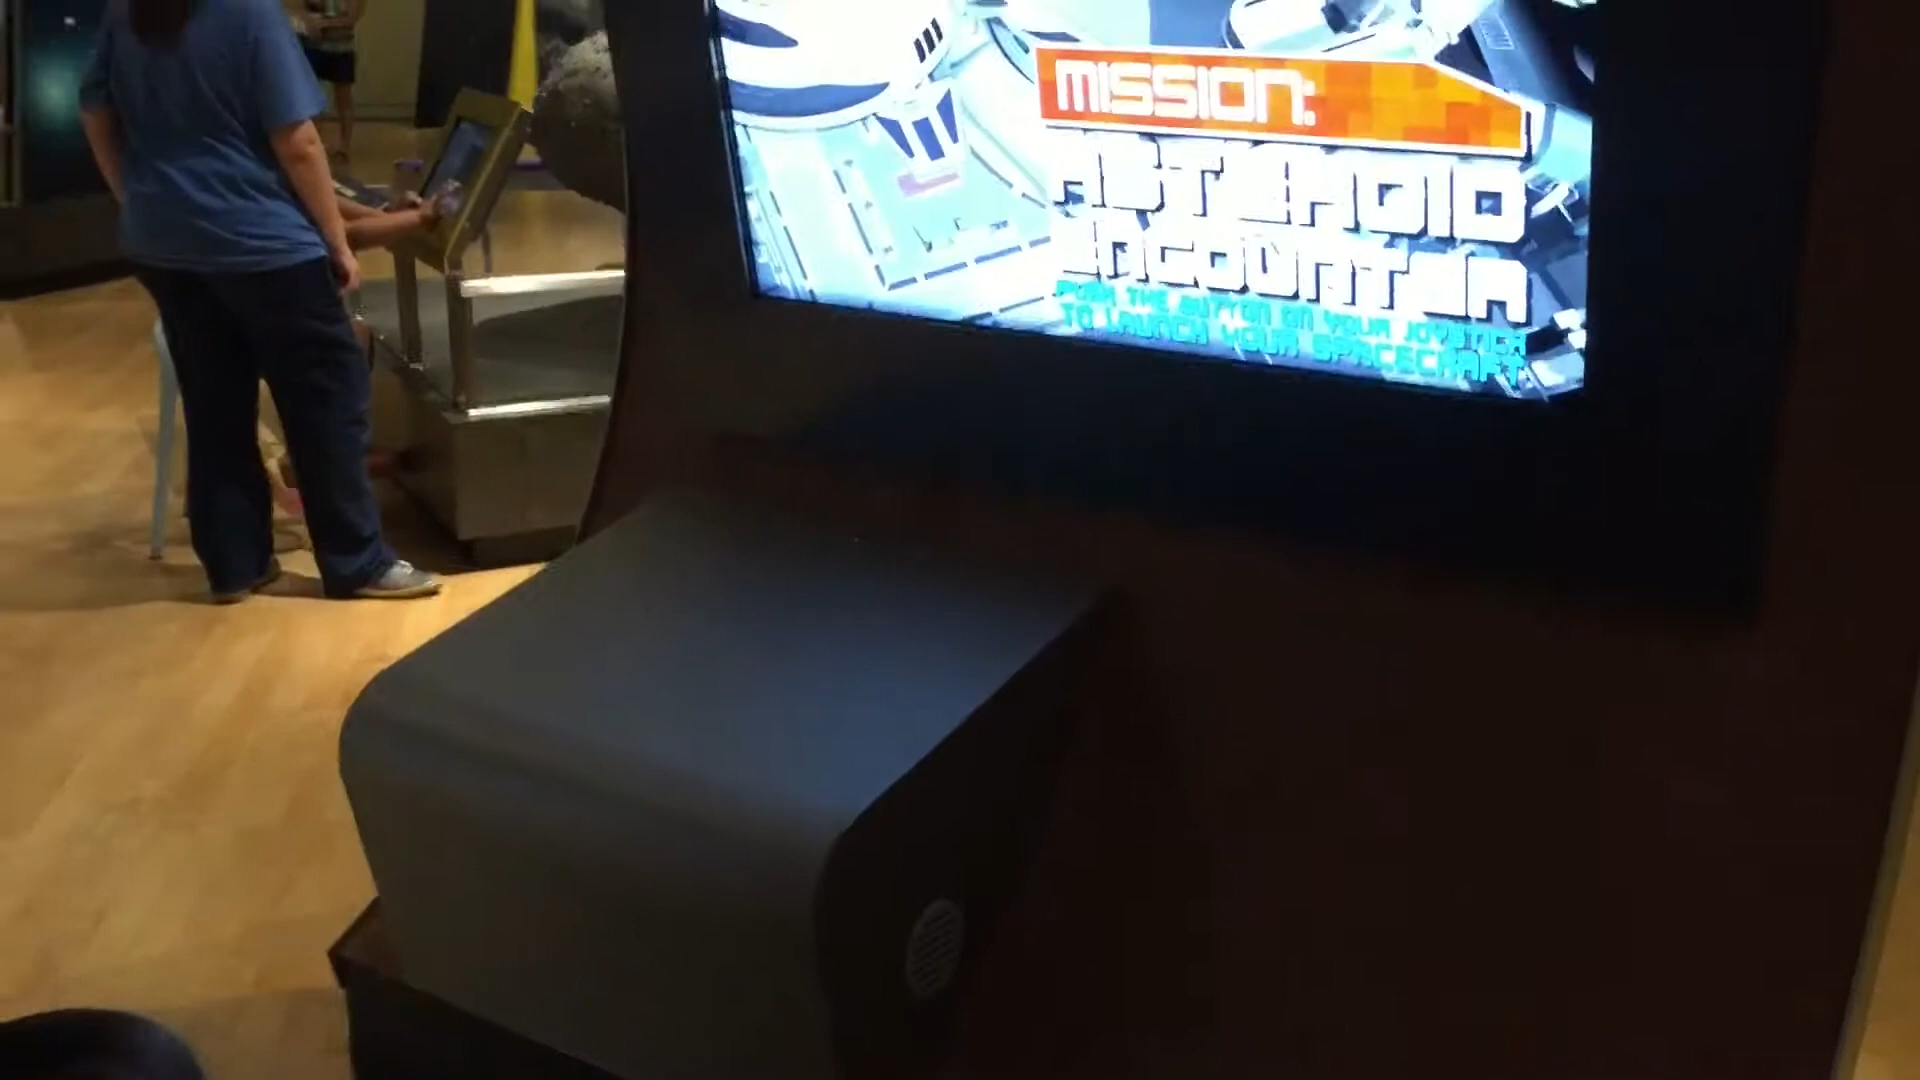 MISSION:
ASTEROID
ENCOUNTER
PUSH THE BUTTON ON YOUR JOYSTICK
TO LAUNCH YOUR SPACECRAFT